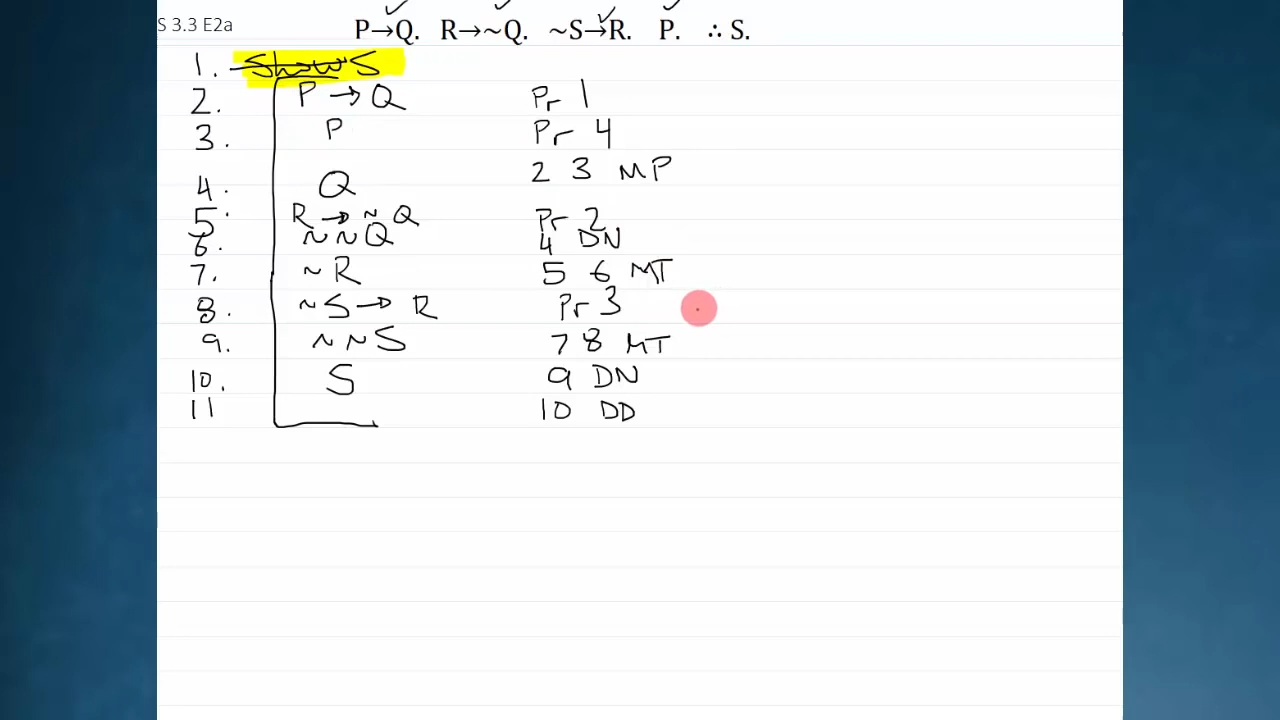 S 3.3 E2a P→Q. R→~Q. ~S→R. P. ∴ S.
1. Show S
2. P → Q Pr 1
3. P Pr 4
4. Q 2 3 MP
5. R → ~Q Pr 2
6. ~~Q 4 DN
7. ~R 5 6 MT
8. ~S → R Pr 3
9. ~~S 7 8 MT
10. S 9 DN
11 10 DD